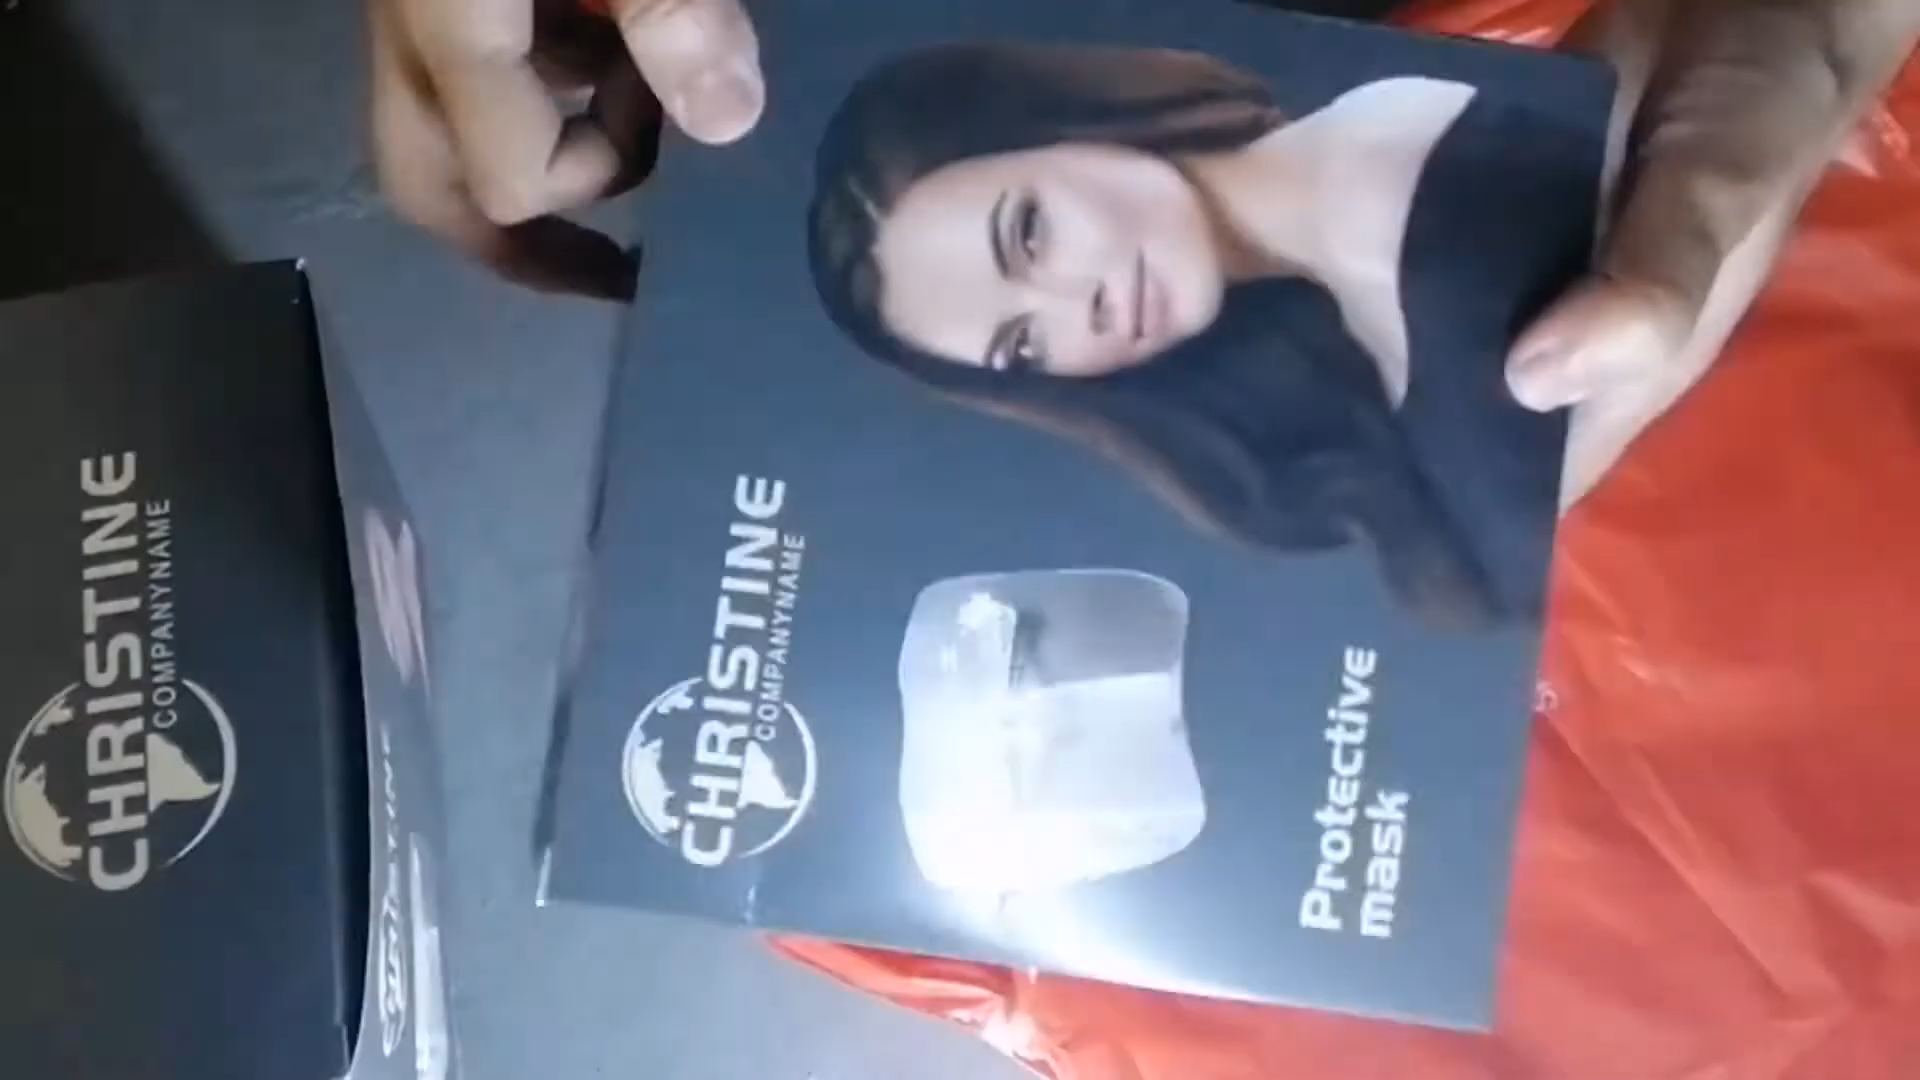 CHRISTINE
COMPANYNAME
CHRISTINE
COMPANYNAME
Protective
mask